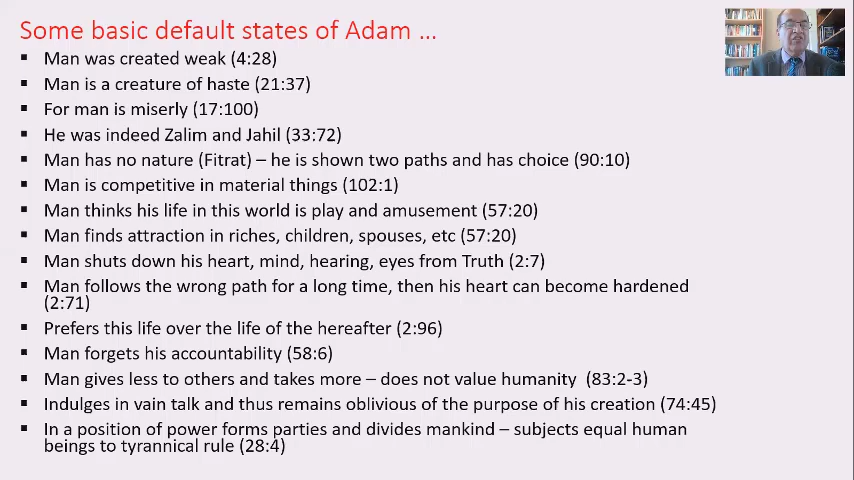 Some basic default states of Adam …
▪ Man was created weak (4:28)
▪ Man is a creature of haste (21:37)
▪ For man is miserly (17:100)
▪ He was indeed Zalim and Jahil (33:72)
▪ Man has no nature (Fitrat) – he is shown two paths and has choice (90:10)
▪ Man is competitive in material things (102:1)
▪ Man thinks his life in this world is play and amusement (57:20)
▪ Man finds attraction in riches, children, spouses, etc (57:20)
▪ Man shuts down his heart, mind, hearing, eyes from Truth (2:7)
▪ Man follows the wrong path for a long time, then his heart can become hardened
(2:71)
▪ Prefers this life over the life of the hereafter (2:96)
▪ Man forgets his accountability (58:6)
▪ Man gives less to others and takes more – does not value humanity (83:2-3)
▪ Indulges in vain talk and thus remains oblivious of the purpose of his creation (74:45)
▪ In a position of power forms parties and divides mankind – subjects equal human
beings to tyrannical rule (28:4)